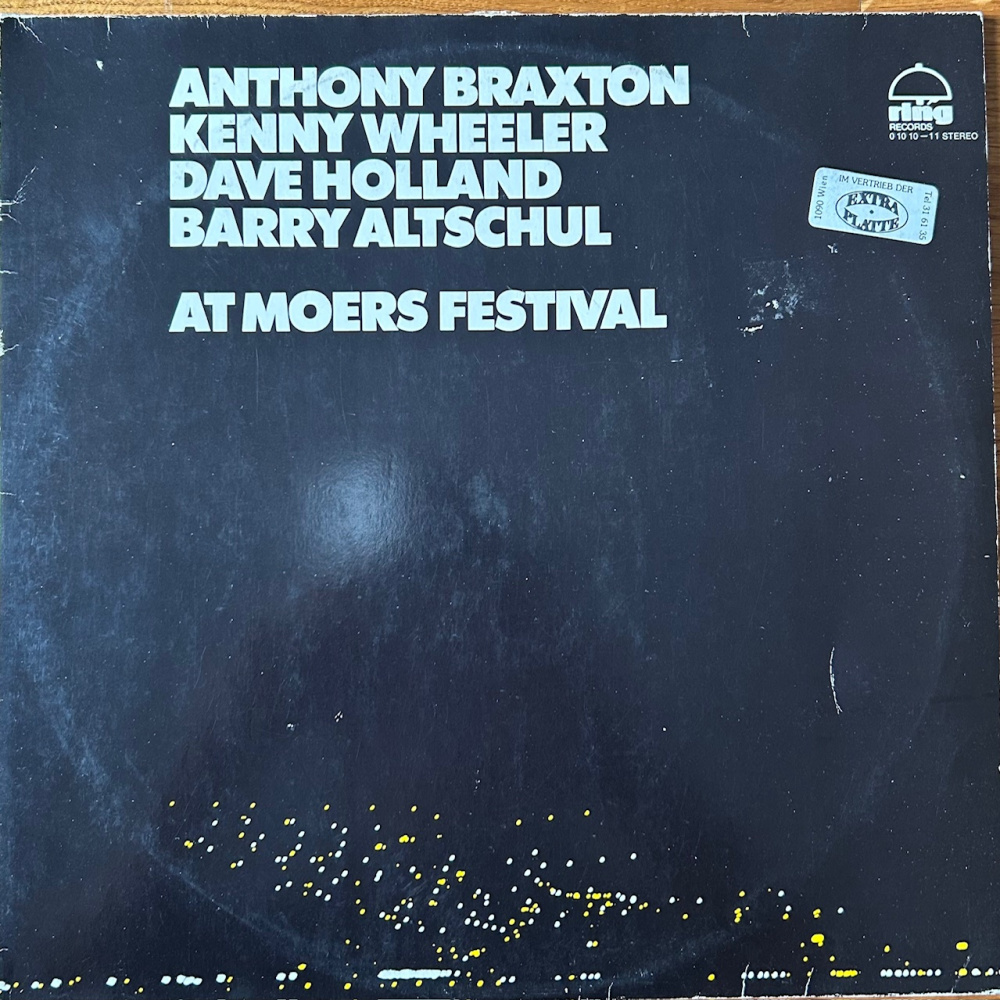 ANTHONY BRAXTON
KENNY WHEELER
DAVE HOLLAND
BARRY ALTSCHUL
AT MOERS FESTIVAL
ring
RECORDS
0 10 10 – 11 STEREO
1090 Wien
IM VERTRIEB DER
EXTRA
PLATTE
Tel 31 61 35